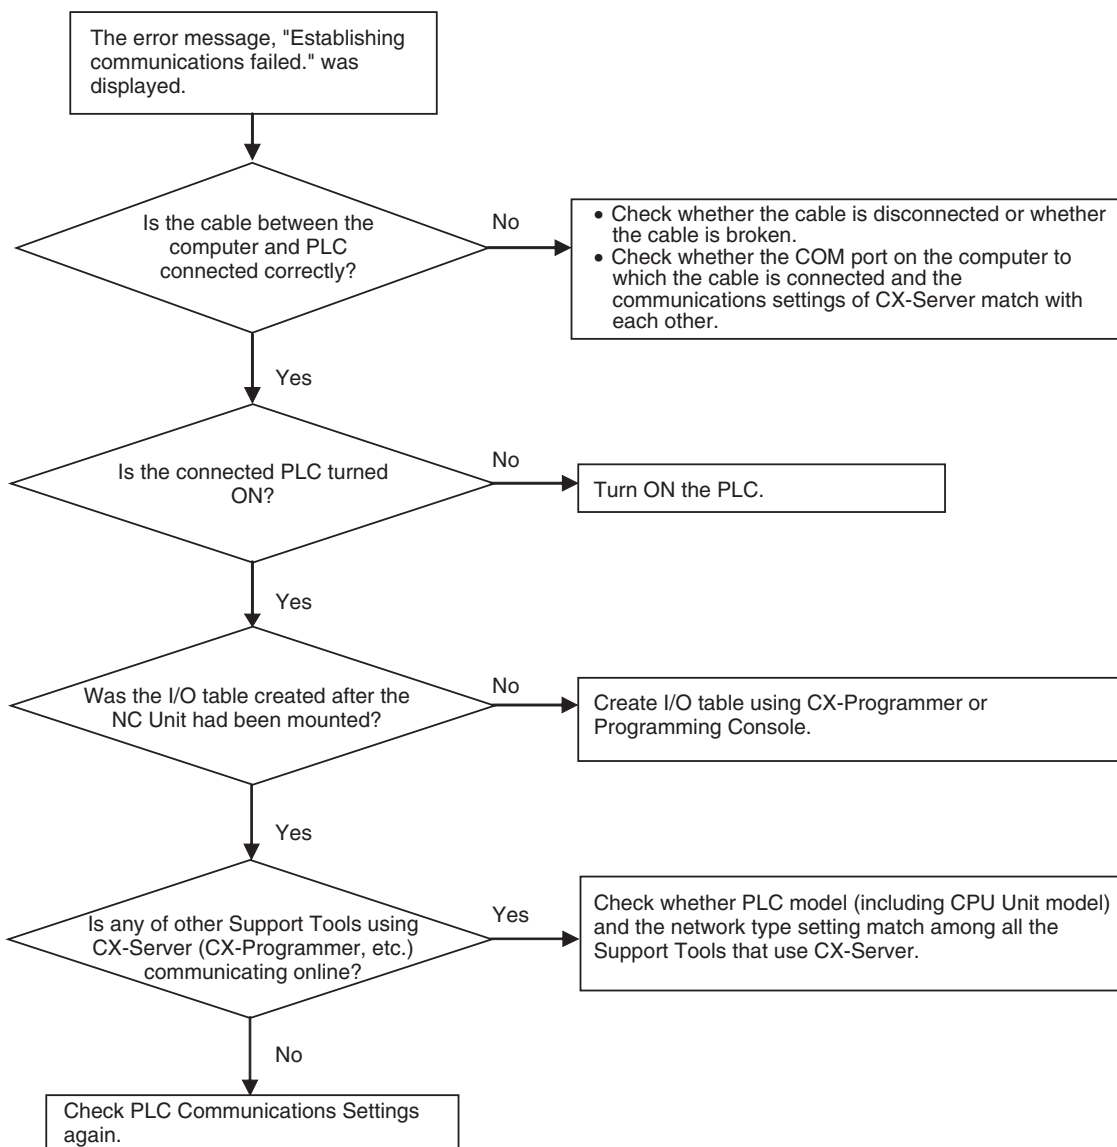 The error message, "Establishing
communications failed." was
displayed.
Is the cable between the
computer and PLC
connected correctly?
No
• Check whether the cable is disconnected or whether
the cable is broken.
• Check whether the COM port on the computer to
which the cable is connected and the
communications settings of CX-Server match with
each other.
Yes
Is the connected PLC turned
ON?
No
Turn ON the PLC.
Yes
Was the I/O table created after the
NC Unit had been mounted?
No
Create I/O table using CX-Programmer or
Programming Console.
Yes
Is any of other Support Tools using
CX-Server (CX-Programmer, etc.)
communicating online?
Yes
Check whether PLC model (including CPU Unit model)
and the network type setting match among all the
Support Tools that use CX-Server.
No
Check PLC Communications Settings
again.